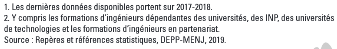 1. Les dernières données disponibles portent sur 2017-2018.
2. Y compris les formations d'ingénieurs dépendantes des universités, des INP, des universités
de technologies et les formations d'ingénieurs en partenariat.
Source : Repères et références statistiques, DEPP-MENJ, 2019.